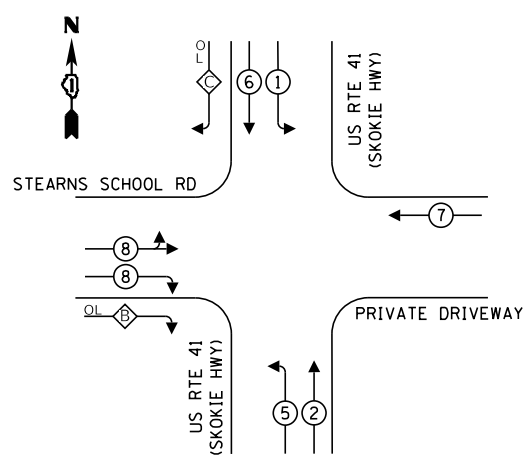 N
OL
C
6
1
US RTE 41
(SKOKIE HWY)
STEARNS SCHOOL RD
7
8
8
OL
B
PRIVATE DRIVEWAY
US RTE 41
(SKOKIE HWY)
5
2